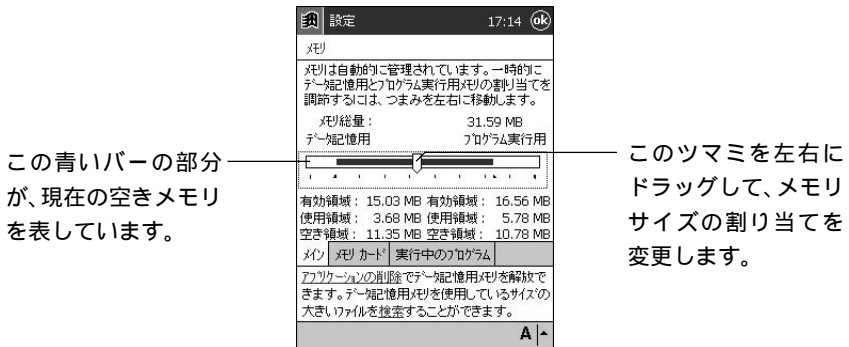 設定 17:14 ok
メモリ
メモリは自動的に管理されています。一時的に
データ記憶用とプログラム実行用メモリの割り当てを
調節するには、つまみを左右に移動します。
メモリ総量: 31.59 MB
データ記憶用 プログラム実行用
この青いバーの部分
が、現在の空きメモリ
を表しています。
このツマミを左右に
ドラッグして、メモリ
サイズの割り当てを
変更します。
有効領域: 15.03 MB 有効領域: 16.56 MB
使用領域: 3.68 MB 使用領域: 5.78 MB
空き領域: 11.35 MB 空き領域: 10.78 MB
メイン メモリ カード 実行中のプログラム
アプリケーションの削除でデータ記憶用メモリを解放で
きます。データ記憶用メモリを使用しているサイズの
大きいファイルを検索することができます。
A